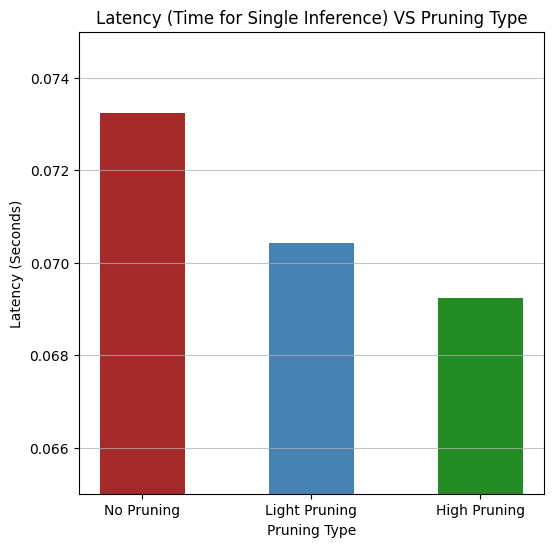 Latency (Time for Single Inference) VS Pruning Type
Latency (Seconds)
0.074
0.072
0.070
0.068
0.066
No Pruning
Light Pruning
High Pruning
Pruning Type